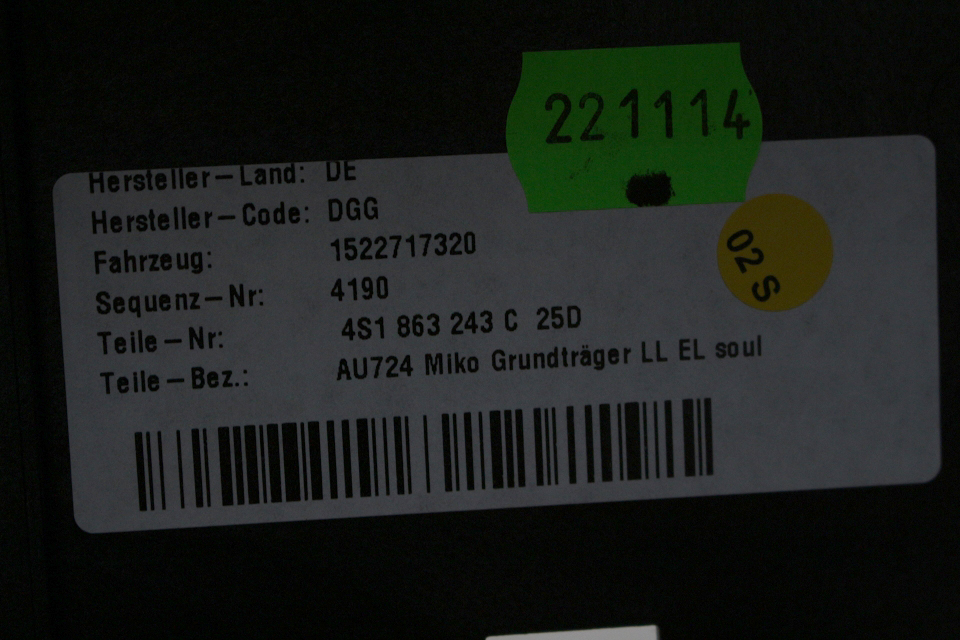 221114
Hersteller-Land: DE
Hersteller-Code: DGG
Fahrzeug: 1522717320
Sequenz-Nr: 4190
Teile-Nr: 4S1 863 243 C 25D
Teile-Bez.: AU724 Miko Grundträger LL EL soul
02 S